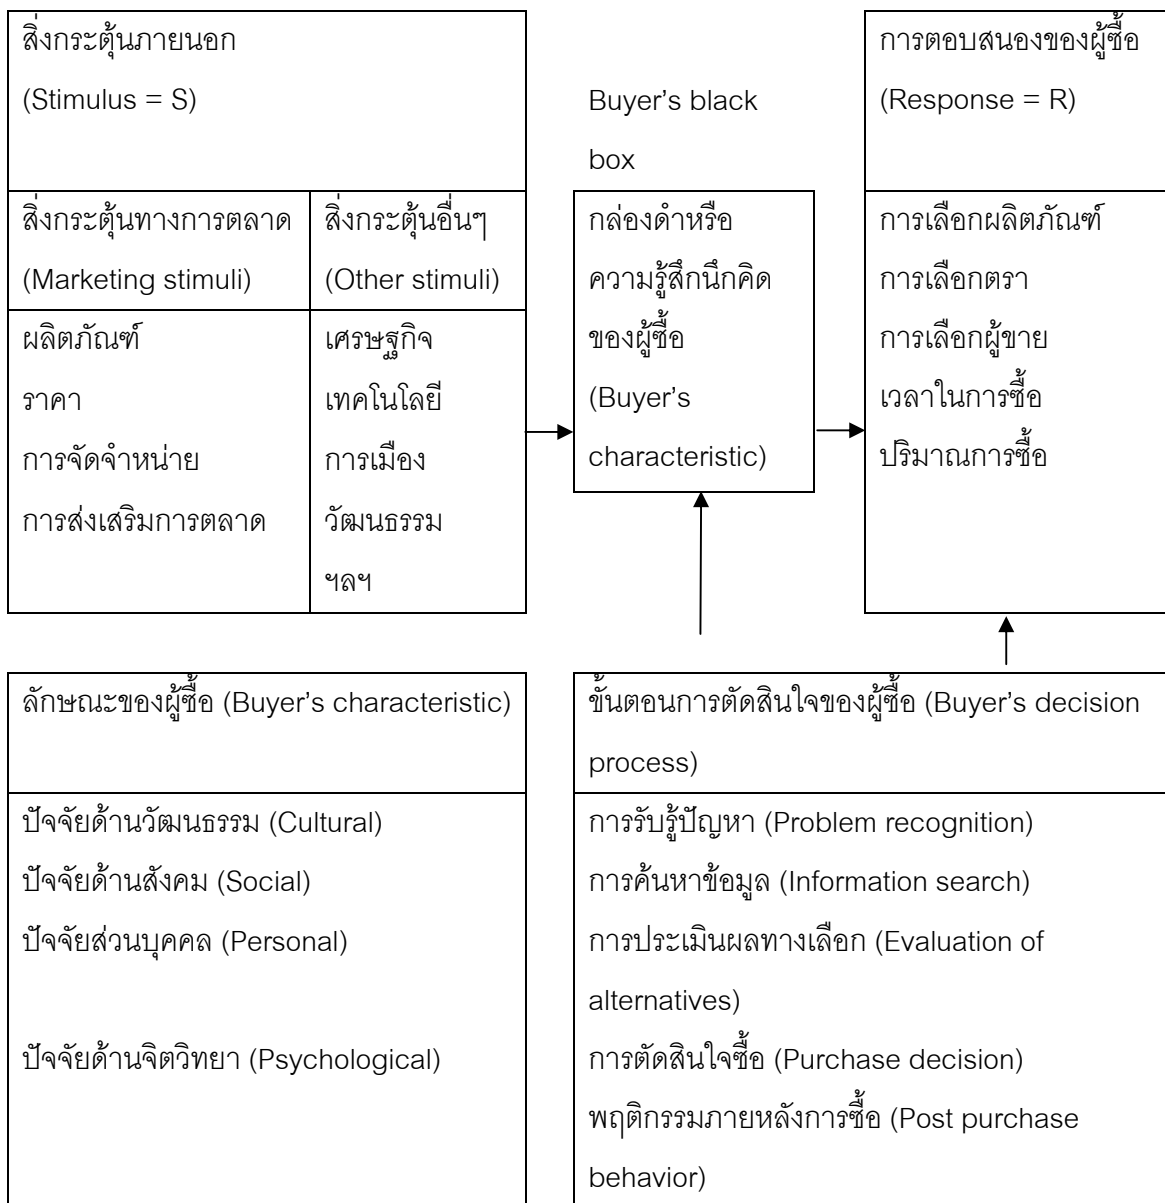 สิ่งกระตุ้นภายนอก
(Stimulus = S)
Buyer's black
box
การตอบสนองของผู้ซื้อ
(Response = R)
สิ่งกระตุ้นทางการตลาด
(Marketing stimuli)
สิ่งกระตุ้นอื่นๆ
(Other stimuli)
ผลิตภัณฑ์
ราคา
การจัดจำหน่าย
การส่งเสริมการตลาด
เศรษฐกิจ
เทคโนโลยี
การเมือง
วัฒนธรรม
ฯลฯ
กล่องดำหรือ
ความรู้สึกนึกคิด
ของผู้ซื้อ
(Buyer's
characteristic)
การเลือกผลิตภัณฑ์
การเลือกตรา
การเลือกผู้ขาย
เวลาในการซื้อ
ปริมาณการซื้อ
ลักษณะของผู้ซื้อ (Buyer's characteristic)
ปัจจัยด้านวัฒนธรรม (Cultural)
ปัจจัยด้านสังคม (Social)
ปัจจัยส่วนบุคคล (Personal)
ปัจจัยด้านจิตวิทยา (Psychological)
ขั้นตอนการตัดสินใจของผู้ซื้อ (Buyer's decision
process)
การรับรู้ปัญหา (Problem recognition)
การค้นหาข้อมูล (Information search)
การประเมินผลทางเลือก (Evaluation of
alternatives)
การตัดสินใจซื้อ (Purchase decision)
พฤติกรรมภายหลังการซื้อ (Post purchase
behavior)